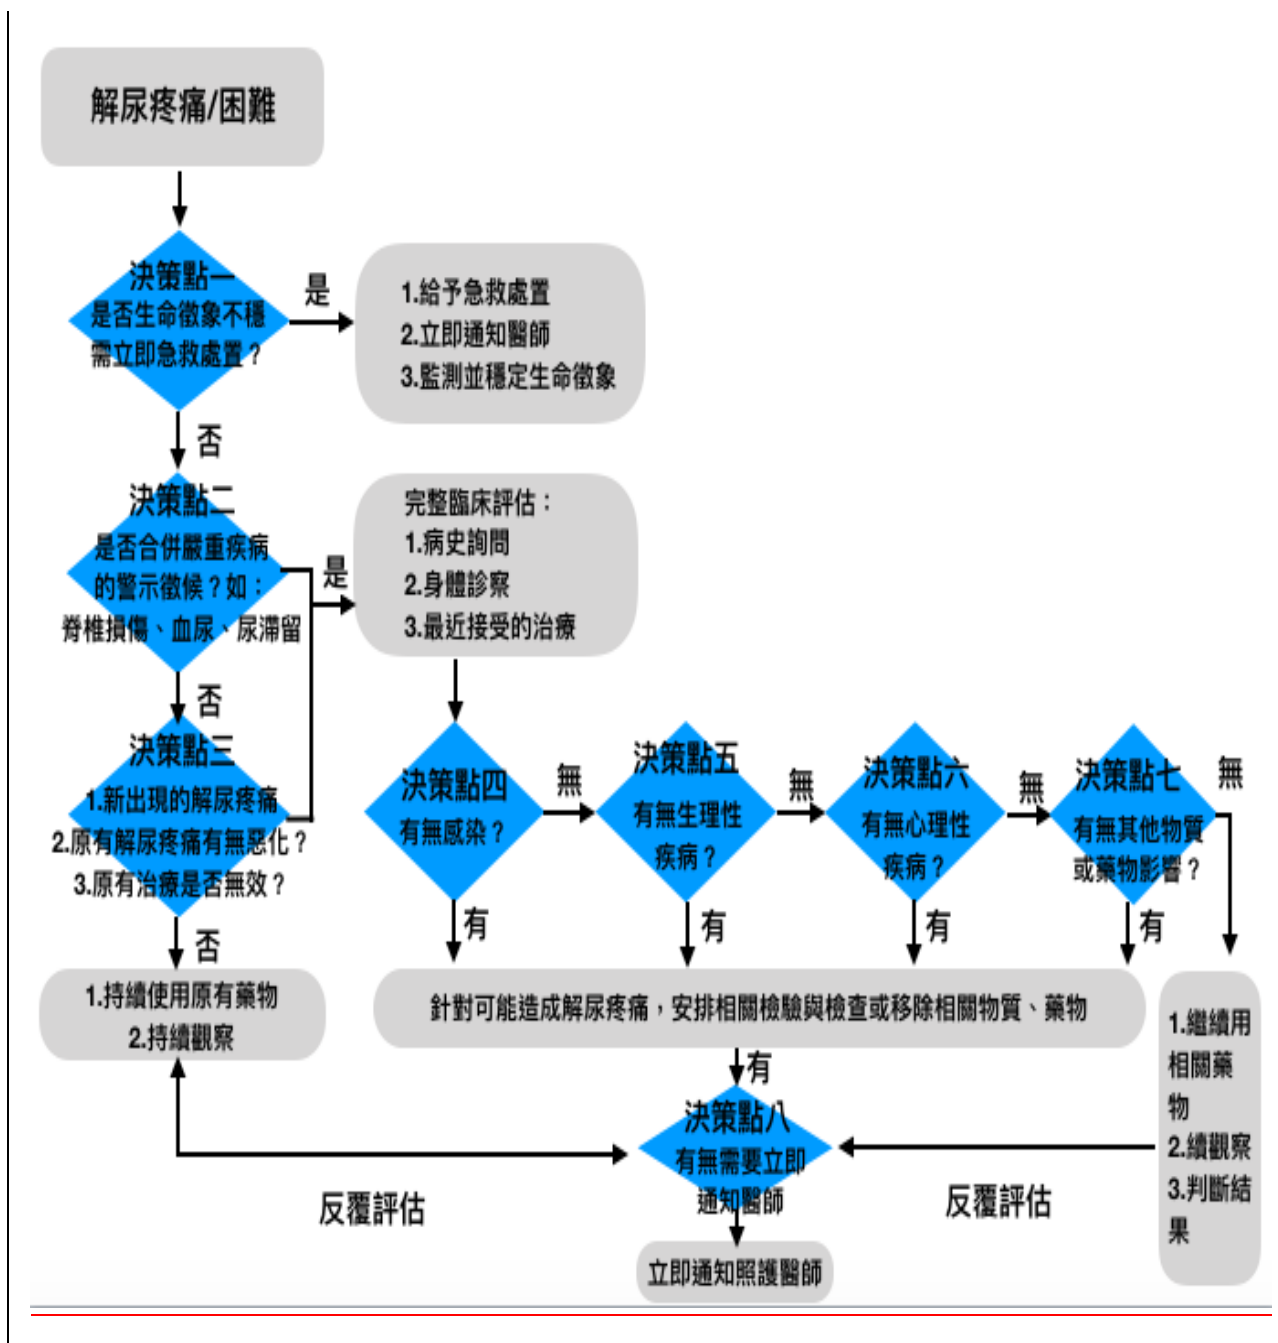 解尿疼痛/困難
決策點一
是否生命徵象不穩
需立即急救處置？
是
1.給予急救處置
2.立即通知醫師
3.監測並穩定生命徵象
否
決策點二
是否合併嚴重疾病
的警示徵候？如：
脊椎損傷、血尿、尿滯留
是
完整臨床評估：
1.病史詢問
2.身體診察
3.最近接受的治療
否
決策點三
1.新出現的解尿疼痛
2.原有解尿疼痛有無惡化？
3.原有治療是否無效？
否
1.持續使用原有藥物
2.持續觀察
決策點四
有無感染？
無
有
決策點五
有無生理性
疾病？
無
有
決策點六
有無心理性
疾病？
無
有
決策點七
有無其他物質
或藥物影響？
無
有
針對可能造成解尿疼痛，安排相關檢驗與檢查或移除相關物質、藥物
1.繼續用
相關藥
物
2.續觀察
3.判斷結
果
有
決策點八
有無需要立即
通知醫師
反覆評估
反覆評估
立即通知照護醫師